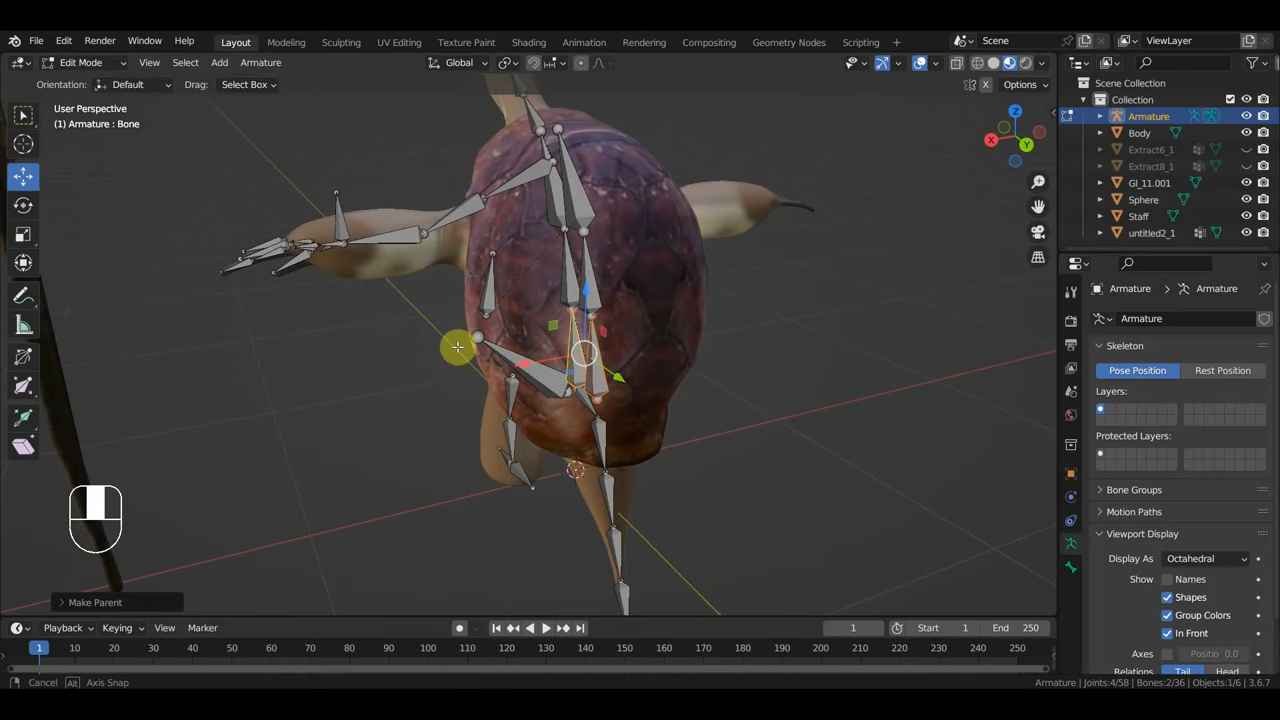 File Edit Render Window Help Layout Modeling Sculpting UV Editing Texture Paint Shading Animation Rendering Compositing Geometry Nodes Scripting + Scene ViewLayer
Edit Mode View Select Add Armature Global
Orientation: Default Drag: Select Box X Options
Scene Collection
Collection
Armature
Body
Extract6_1
Extract8_1
GI_11.001
Sphere
Staff
untitled2_1
User Perspective
(1) Armature : Bone
Z
X
Y
Armature Armature
Armature
Skeleton
Pose Position Rest Position
Layers:
Protected Layers:
Bone Groups
Motion Paths
Viewport Display
Display As Octahedral
Show Names
Shapes
Group Colors
In Front
Axes Positio 0.0
Relations Tail Head
Make Parent
Playback Keying View Marker 1 Start 1 End 250
1 10 20 30 40 50 60 70 80 90 100 110 120 130 140 150 160 170 180 190 200 210 220 230 240 250
Cancel Alt Axis Snap Armature | Joints:4/58 | Bones:2/36 | Objects:1/6 | 3.6.7